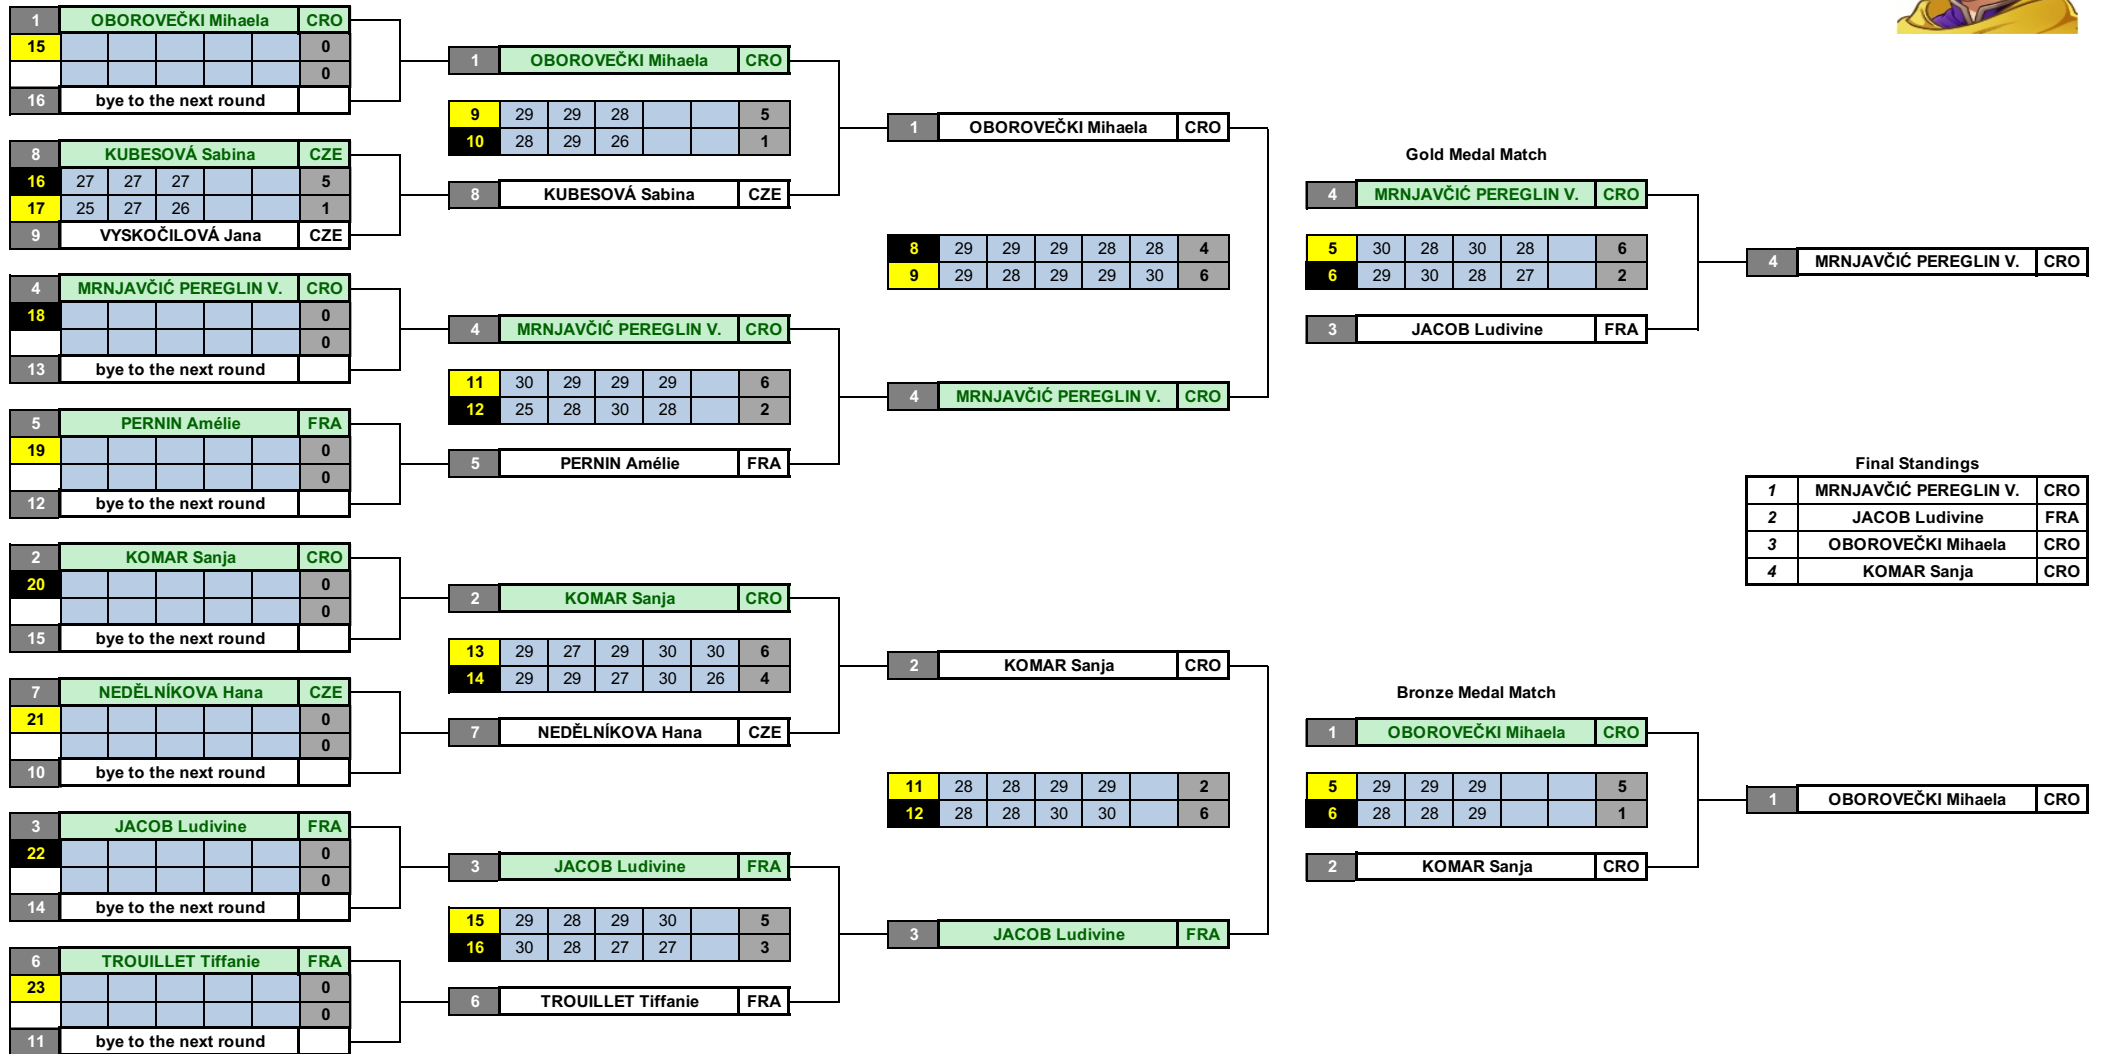 1 OBOROVEČKI Mihaela CRO
15 0
0
16 bye to the next round
8 KUBESOVÁ Sabina CZE
16 27 27 27 5
17 25 27 26 1
9 VYSKOČILOVÁ Jana CZE
4 MRNJAVČIĆ PEREGLIN V. CRO
18 0
0
13 bye to the next round
5 PERNIN Amélie FRA
19 0
0
12 bye to the next round
2 KOMAR Sanja CRO
20 0
0
15 bye to the next round
7 NEDĚLNÍKOVA Hana CZE
21 0
0
10 bye to the next round
3 JACOB Ludivine FRA
22 0
0
14 bye to the next round
6 TROUILLET Tiffanie FRA
23 0
0
11 bye to the next round
1 OBOROVEČKI Mihaela CRO
9 29 29 28 5
10 28 29 26 1
8 KUBESOVÁ Sabina CZE
4 MRNJAVČIĆ PEREGLIN V. CRO
11 30 29 29 29 6
12 25 28 30 28 2
5 PERNIN Amélie FRA
2 KOMAR Sanja CRO
13 29 27 29 30 30 6
14 29 29 27 30 26 4
7 NEDĚLNÍKOVA Hana CZE
3 JACOB Ludivine FRA
15 29 28 29 30 5
16 30 28 27 27 3
6 TROUILLET Tiffanie FRA
1 OBOROVEČKI Mihaela CRO
8 29 29 29 28 28 4
9 29 28 29 29 30 6
4 MRNJAVČIĆ PEREGLIN V. CRO
2 KOMAR Sanja CRO
11 28 28 29 29 2
12 28 28 30 30 6
3 JACOB Ludivine FRA
Gold Medal Match
4 MRNJAVČIĆ PEREGLIN V. CRO
5 30 28 30 28 6
6 29 30 28 27 2
3 JACOB Ludivine FRA
4 MRNJAVČIĆ PEREGLIN V. CRO
Bronze Medal Match
1 OBOROVEČKI Mihaela CRO
5 29 29 29 5
6 28 28 29 1
2 KOMAR Sanja CRO
1 OBOROVEČKI Mihaela CRO
Final Standings
1 MRNJAVČIĆ PEREGLIN V. CRO
2 JACOB Ludivine FRA
3 OBOROVEČKI Mihaela CRO
4 KOMAR Sanja CRO